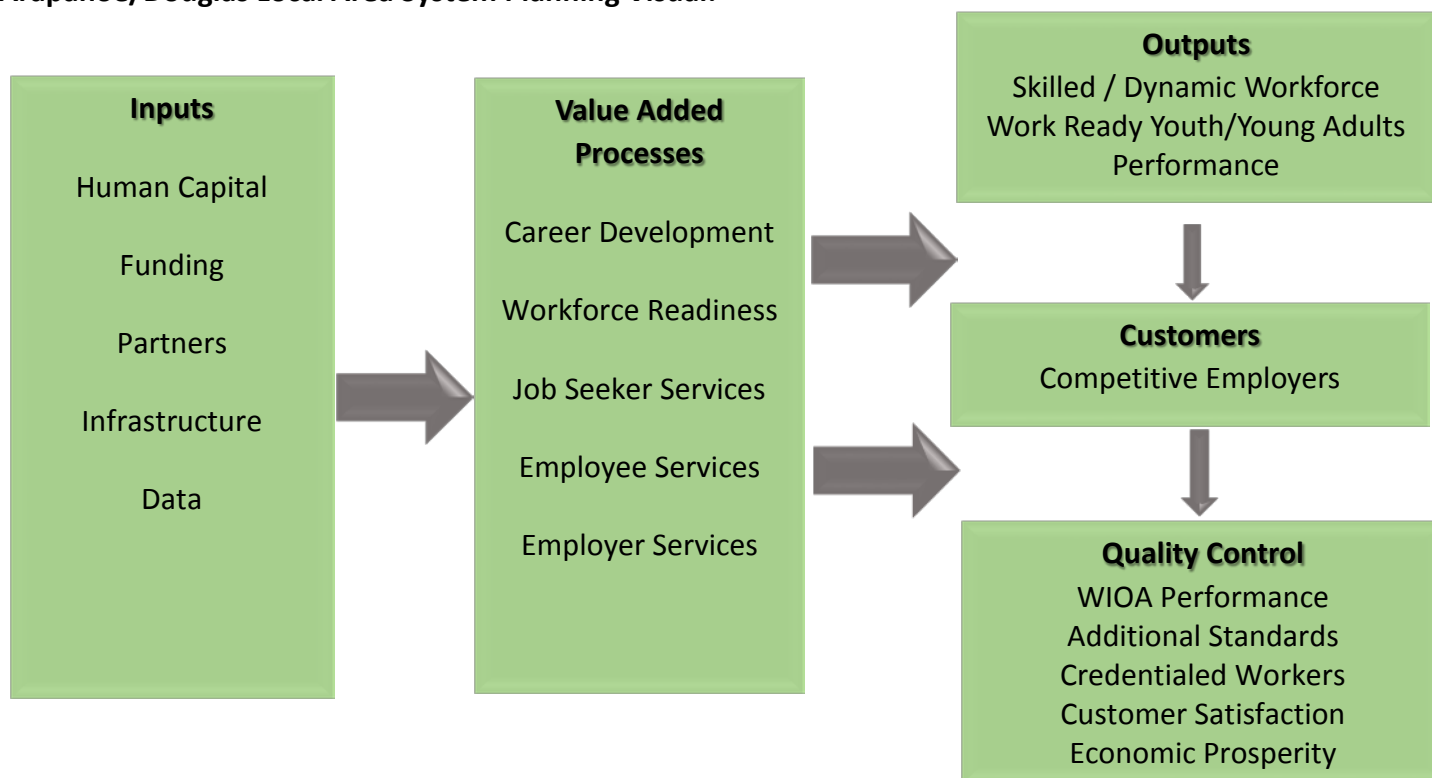 Inputs
Human Capital
Funding
Partners
Infrastructure
Data
Value Added
Processes
Career Development
Workforce Readiness
Job Seeker Services
Employee Services
Employer Services
Outputs
Skilled / Dynamic Workforce
Work Ready Youth/Young Adults
Performance
Customers
Competitive Employers
Quality Control
WIOA Performance
Additional Standards
Credentialed Workers
Customer Satisfaction
Economic Prosperity